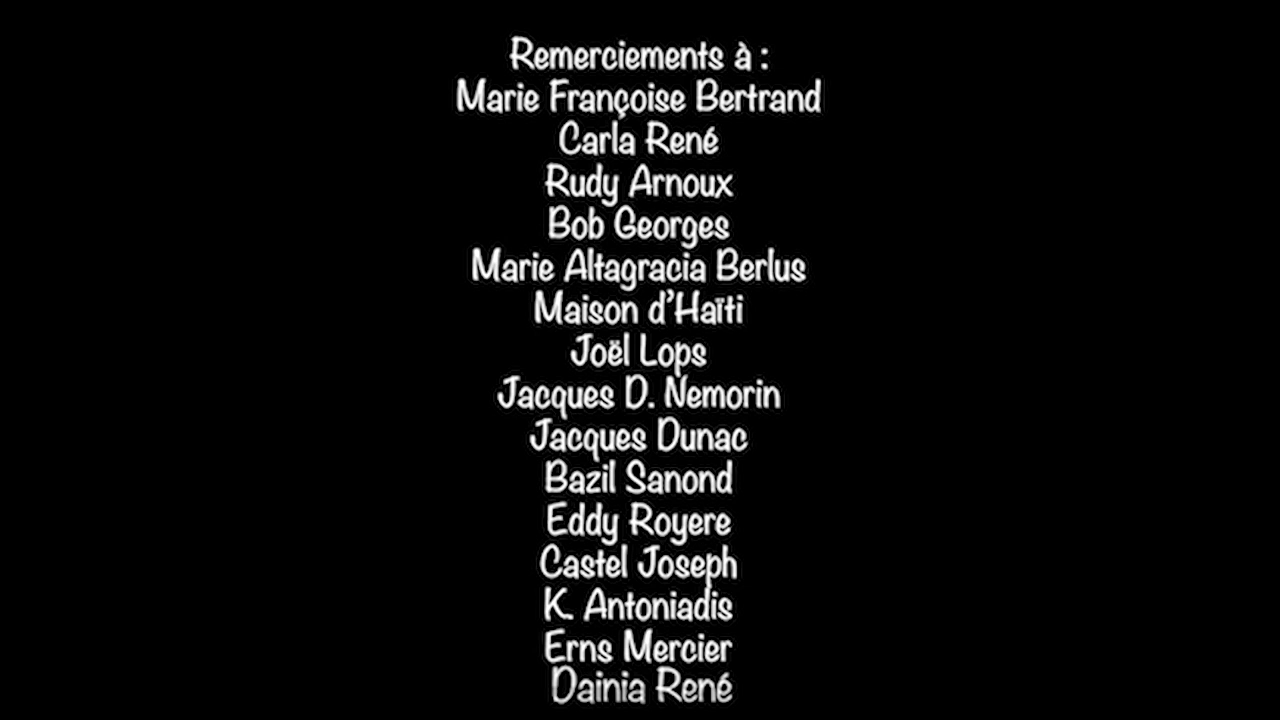 Remerciements à :
Marie Françoise Bertrand
Carla René
Rudy Arnoux
Bob Georges
Marie Altagracia Berlus
Maison d'Haïti
Joël Lops
Jacques D. Nemorin
Jacques Dunac
Bazil Sanond
Eddy Royere
Castel Joseph
K. Antoniadis
Erns Mercier
Dainia René